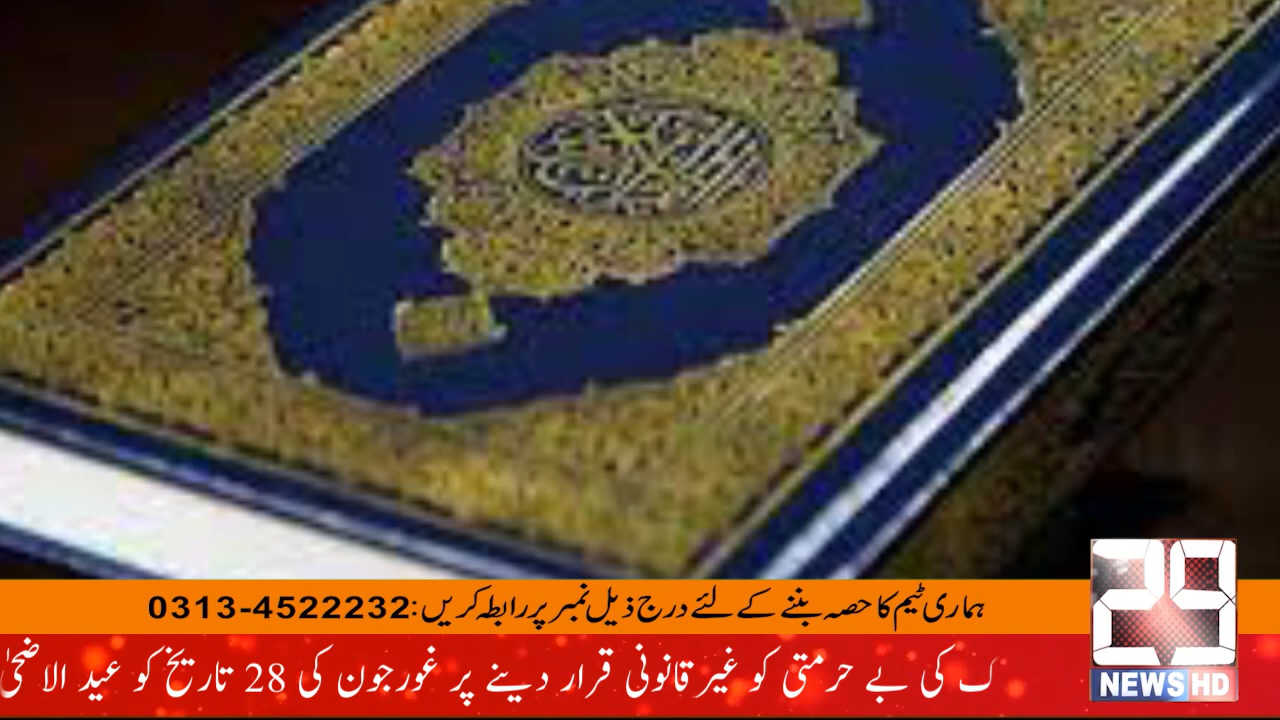 ہماری ٹیم کا حصہ بننے کے لئے درج ذیل نمبر پر رابطہ کریں: 0313-4522232
ک کی بے حرمتی کو غیر قانونی قرار دینے پر غور جون کی 28 تاریخ کو عید الاضحیٰ
NEWS HD